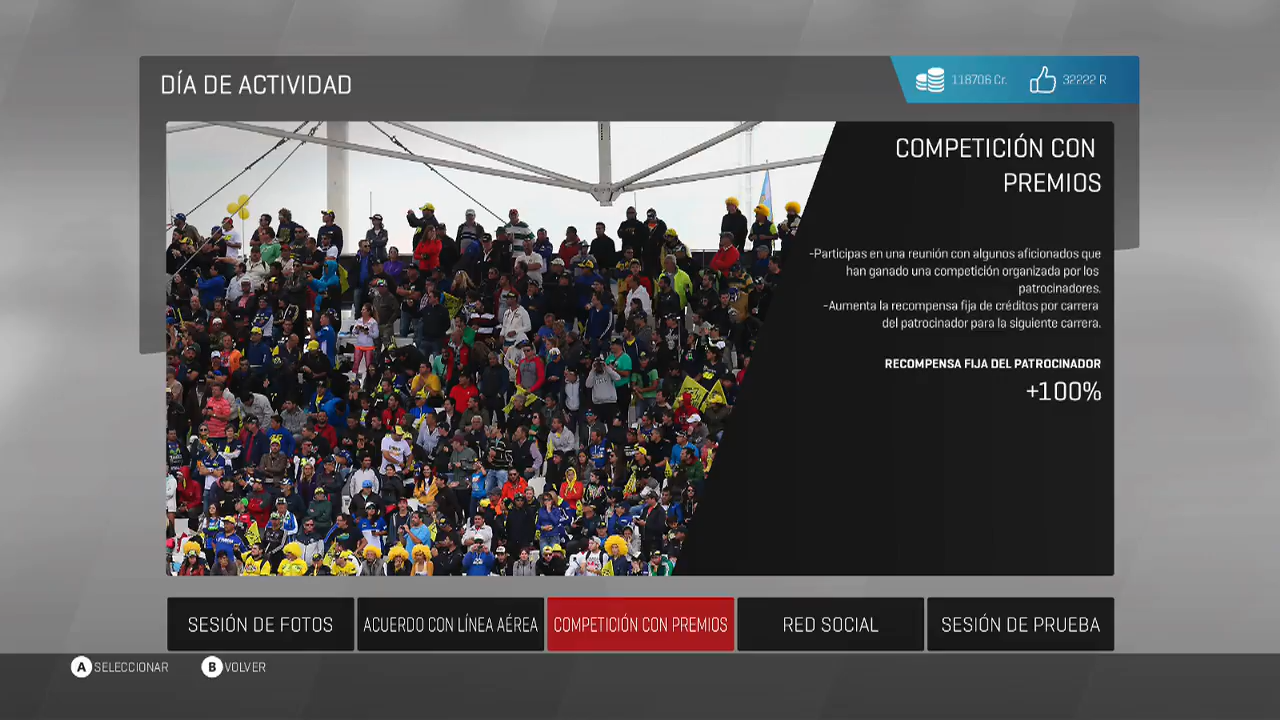 DÍA DE ACTIVIDAD
118706 Cr.
32222 R
COMPETICIÓN CON
PREMIOS
-Participas en una reunión con algunos aficionados que
han ganado una competición organizada por los
patrocinadores.
-Aumenta la recompensa fija de créditos por carrera
del patrocinador para la siguiente carrera.
RECOMPENSA FIJA DEL PATROCINADOR
+100%
SESIÓN DE FOTOS
ACUERDO CON LÍNEA AÉREA
COMPETICIÓN CON PREMIOS
RED SOCIAL
SESIÓN DE PRUEBA
A SELECCIONAR
B VOLVER